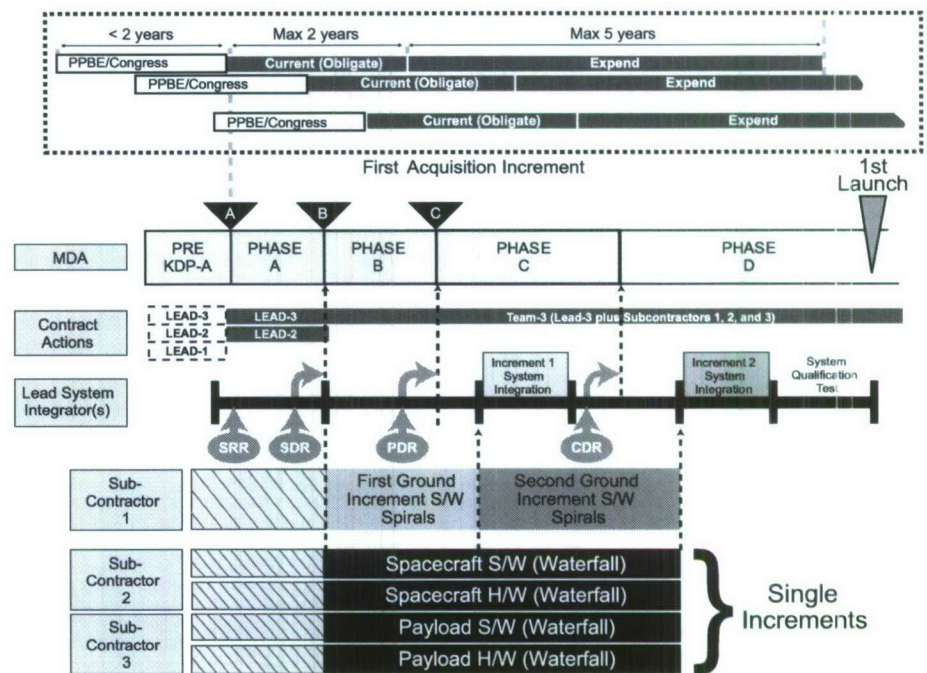 < 2 years
Max 2 years
Max 5 years
PPBE/Congress
Current (Obligate)
Expend
PPBE/Congress
Current (Obligate)
Expend
PPBE/Congress
Current (Obligate)
Expend
First Acquisition Increment
1st
Launch
A
B
C
MDA
PRE
KDP-A
PHASE
A
PHASE
B
PHASE
C
PHASE
D
Contract
Actions
LEAD-3
LEAD-2
LEAD-1
LEAD-3
LEAD-2
Team-3 (Lead-3 plus Subcontractors 1, 2, and 3)
Lead System
Integrator(s)
Increment 1
System
Integration
Increment 2
System
Integration
System
Qualification
Test
SRR
SDR
PDR
CDR
Sub-
Contractor
1
First Ground
Increment S/W
Spirals
Second Ground
Increment S/W
Spirals
Sub-
Contractor
2
Spacecraft S/W (Waterfall)
Spacecraft H/W (Waterfall)
Sub-
Contractor
3
Payload S/W (Waterfall)
Payload H/W (Waterfall)
Single
Increments